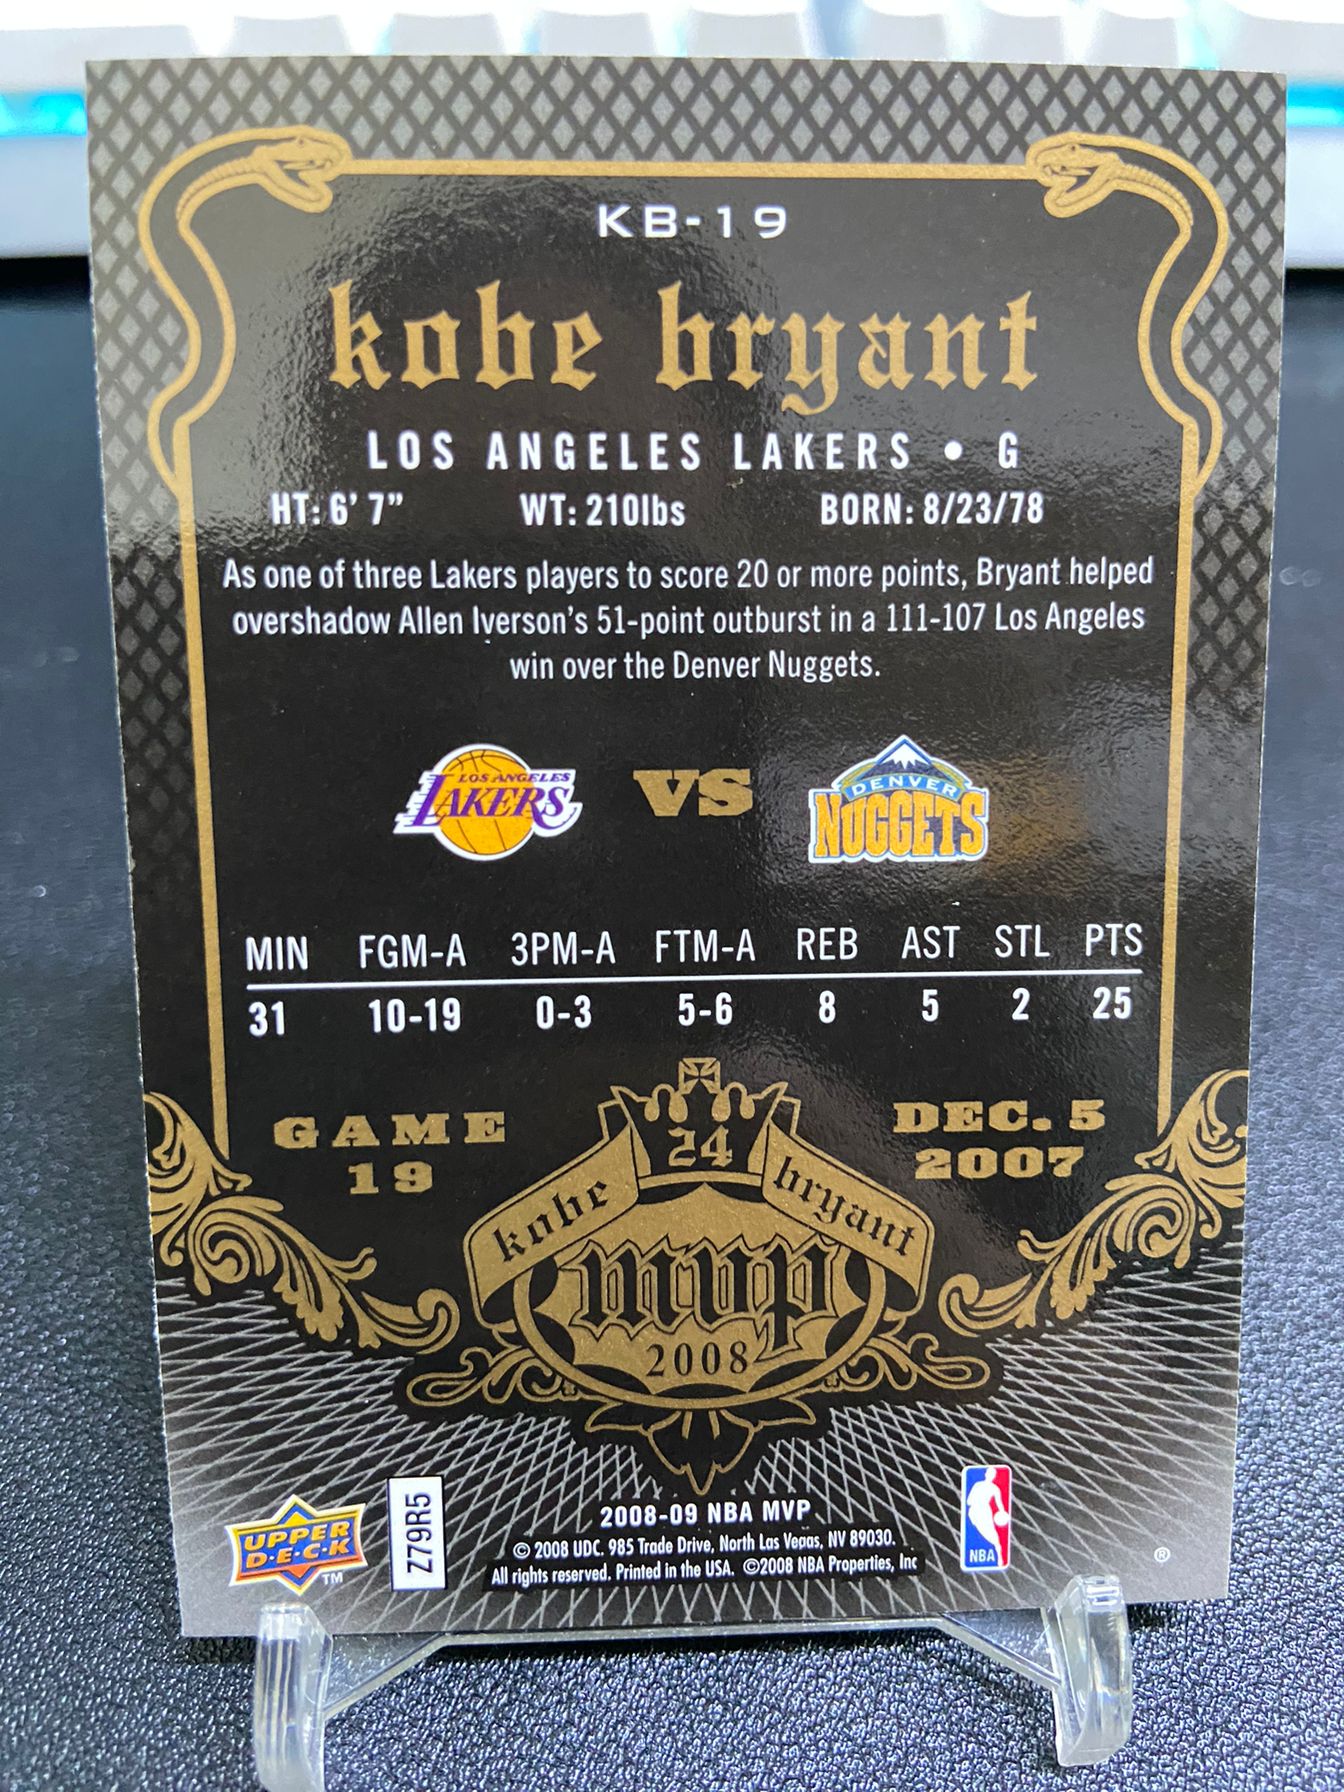 KB-19
kobe bryant
LOS ANGELES LAKERS • G
HT: 6' 7" WT: 210lbs BORN: 8/23/78
As one of three Lakers players to score 20 or more points, Bryant helped
overshadow Allen Iverson's 51-point outburst in a 111-107 Los Angeles
win over the Denver Nuggets.
LOS ANGELES
LAKERS
VS
DENVER
NUGGETS
MIN FGM-A 3PM-A FTM-A REB AST STL PTS
31 10-19 0-3 5-6 8 5 2 25
GAME
19
DEC. 5
2007
24
kobe bryant
mvp
2008
UPPER
D·E·C·K
TM
Z79R5
2008-09 NBA MVP
© 2008 UDC. 985 Trade Drive, North Las Vegas, NV 89030.
All rights reserved. Printed in the USA. ©2008 NBA Properties, Inc
NBA
®